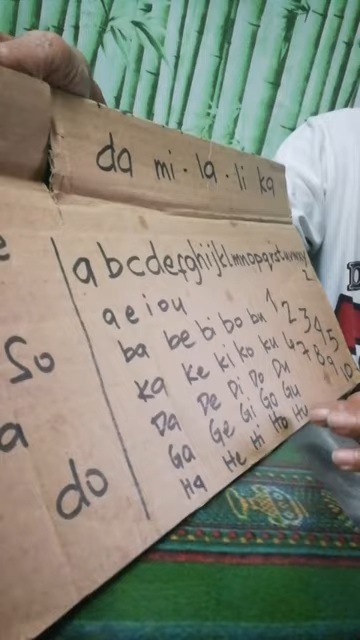 da mi · la · li ka
abcdefghijklmnopqrstuvwxyz
a e i o u
ba be bi bo bu
ka ke ki ko ku
Da De Di Do Du
Ga Ge Gi Go Gu
Ha He Hi Ho Hu
1 2 3 4 5
6 7 8 9 10
e
So
a
do